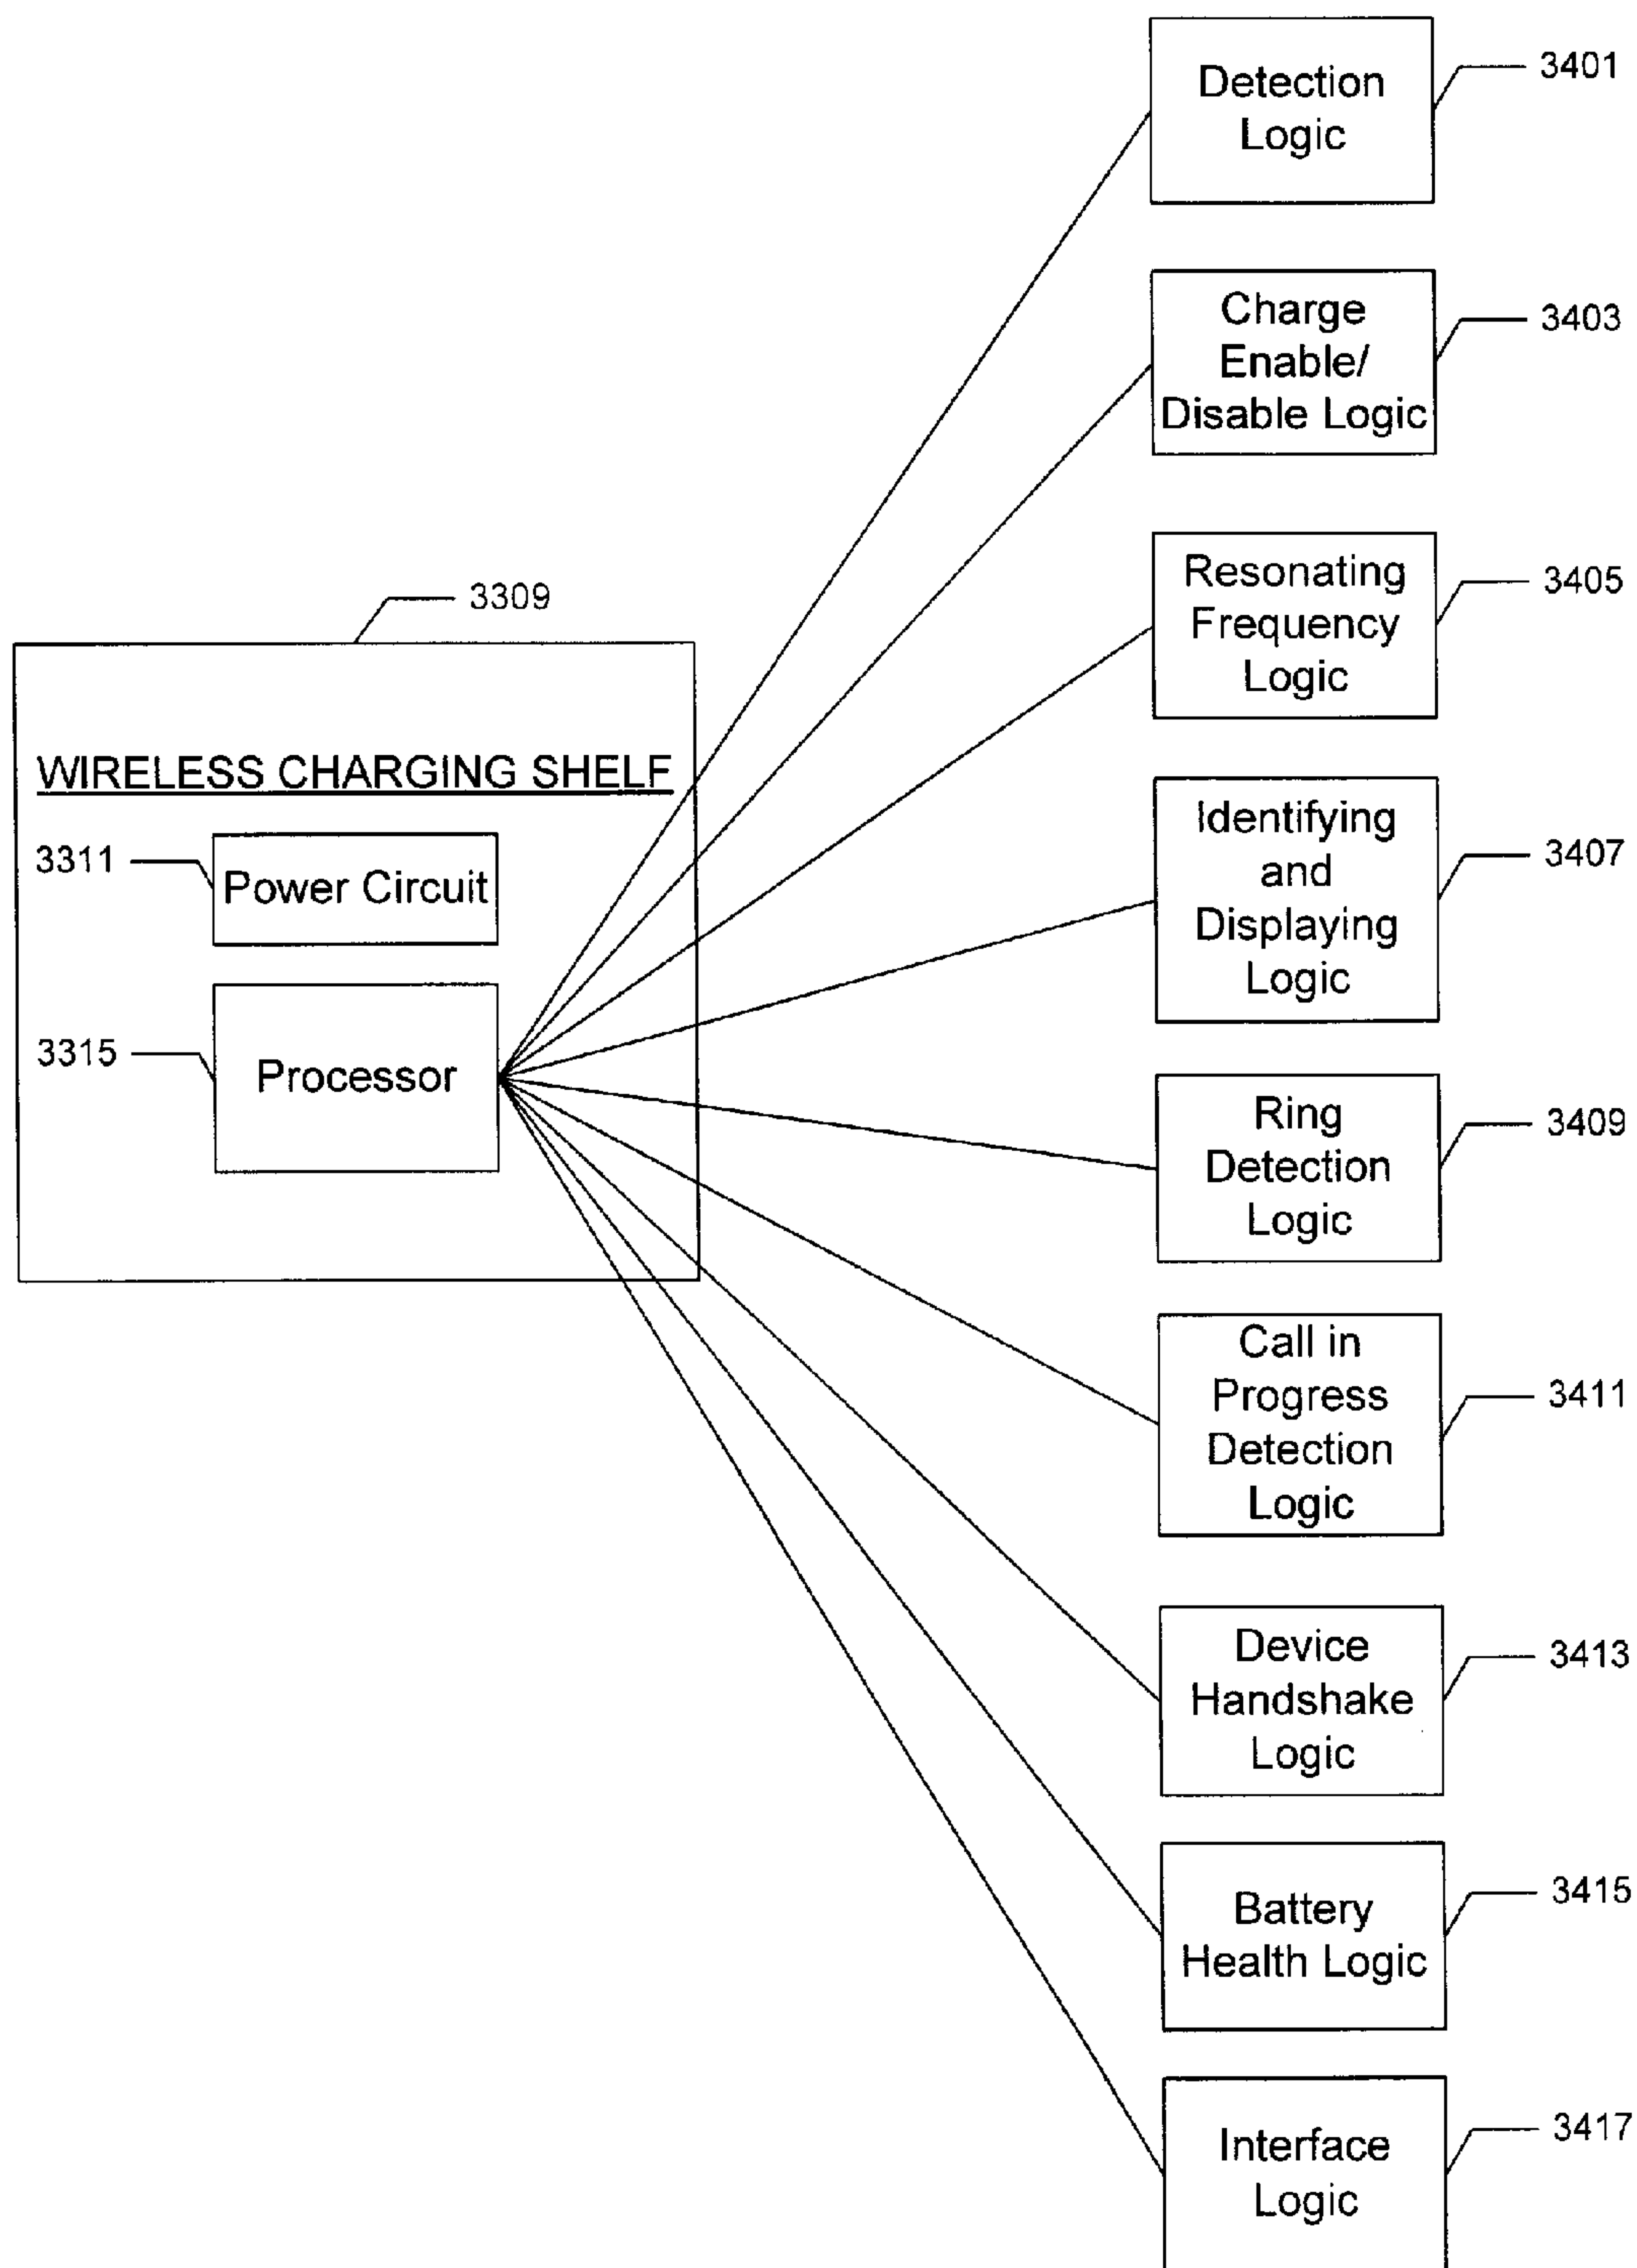 3309
WIRELESS CHARGING SHELF
3311
Power Circuit
3315
Processor
Detection
Logic
3401
Charge
Enable/
Disable Logic
3403
Resonating
Frequency
Logic
3405
Identifying
and
Displaying
Logic
3407
Ring
Detection
Logic
3409
Call in
Progress
Detection
Logic
3411
Device
Handshake
Logic
3413
Battery
Health Logic
3415
Interface
Logic
3417